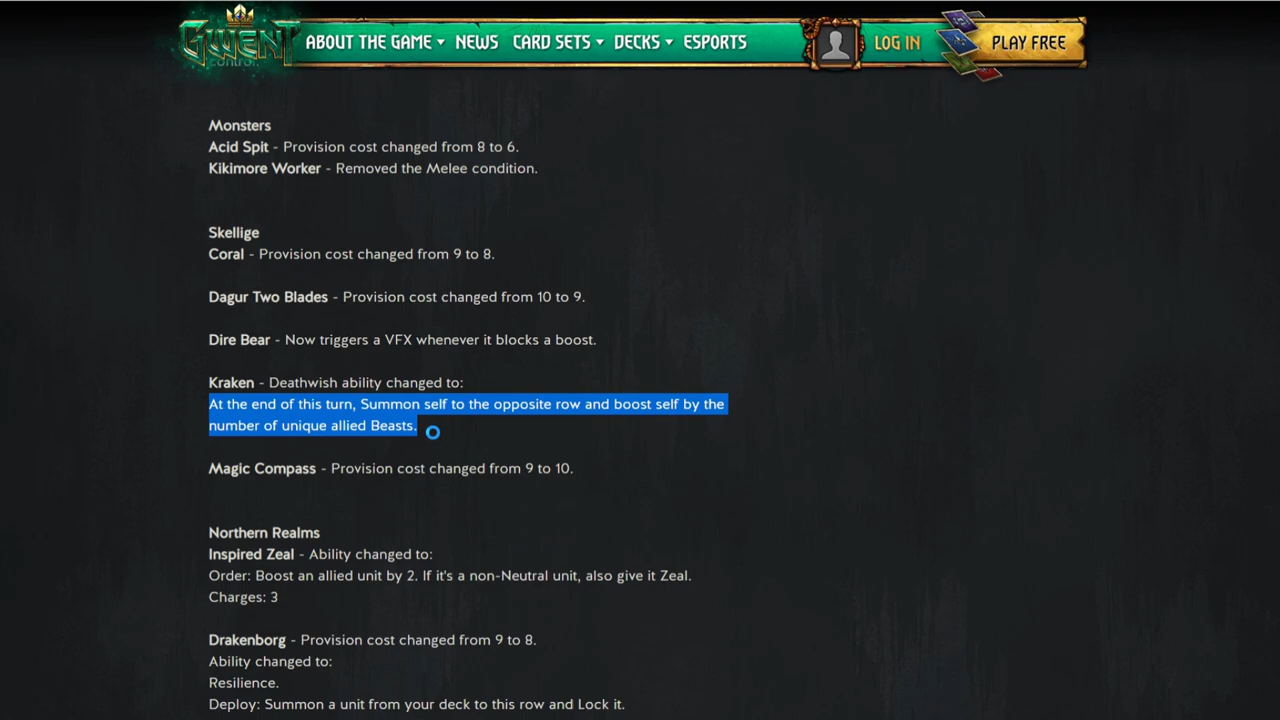 GWENT
control
ABOUT THE GAME
NEWS
CARD SETS
DECKS
ESPORTS
LOG IN
PLAY FREE
Monsters
Acid Spit - Provision cost changed from 8 to 6.
Kikimore Worker - Removed the Melee condition.
Skellige
Coral - Provision cost changed from 9 to 8.
Dagur Two Blades - Provision cost changed from 10 to 9.
Dire Bear - Now triggers a VFX whenever it blocks a boost.
Kraken - Deathwish ability changed to:
At the end of this turn, Summon self to the opposite row and boost self by the
number of unique allied Beasts.
Magic Compass - Provision cost changed from 9 to 10.
Northern Realms
Inspired Zeal - Ability changed to:
Order: Boost an allied unit by 2. If it's a non-Neutral unit, also give it Zeal.
Charges: 3
Drakenborg - Provision cost changed from 9 to 8.
Ability changed to:
Resilience.
Deploy: Summon a unit from your deck to this row and Lock it.